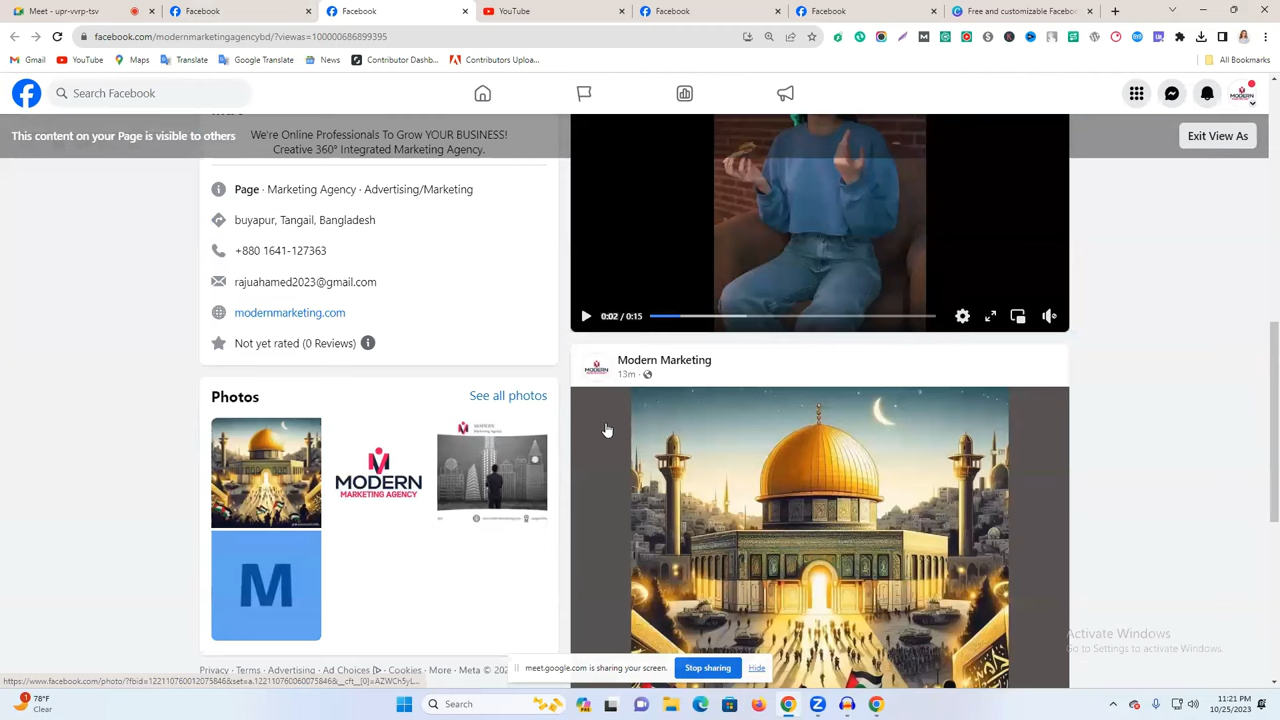 Meet - upr-vvrp-tsv
Facebook
Facebook
YouTube
Facebook
Facebook
Free and customizable Facebook
facebook.com/modernmarketingagencybd/?viewas=100000686899395
Gmail
YouTube
Maps
Translate
Google Translate
News
Contributor Dashb...
Contributors Uploa...
All Bookmarks
Search Facebook
This content on your Page is visible to others
Exit View As
We're Online Professionals To Grow YOUR BUSINESS!
Creative 360° Integrated Marketing Agency.
Page · Marketing Agency · Advertising/Marketing
buyapur, Tangail, Bangladesh
+880 1641-127363
rajuahamed2023@gmail.com
modernmarketing.com
Not yet rated (0 Reviews)
0:02 / 0:15
Modern Marketing
13m ·
Photos
See all photos
MODERN
MARKETING AGENCY
M
Privacy · Terms · Advertising · Ad Choices · Cookies · More · Meta © 202
meet.google.com is sharing your screen.
Stop sharing
Hide
Activate Windows
Go to Settings to activate Windows.
78°F
Clear
Search
11:21 PM
10/25/2023